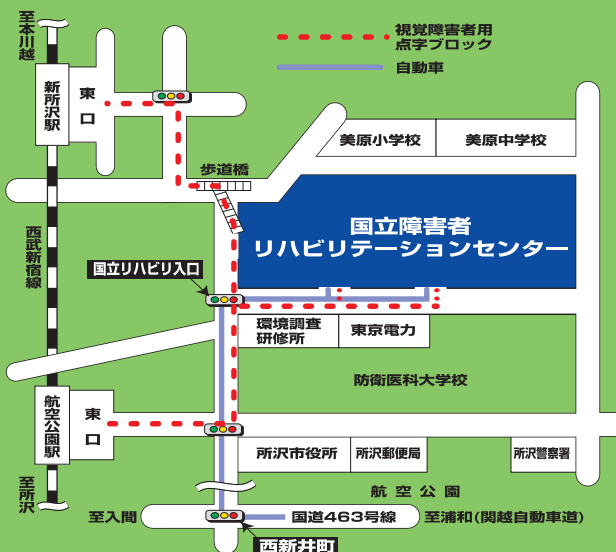 至本川越
視覚障害者用
点字ブロック
自動車
新所沢駅
東口
歩道橋
美原小学校
美原中学校
国立障害者
リハビリテーションセンター
西武新宿線
国立リハビリ入口
環境調査
研修所
東京電力
防衛医科大学校
航空公園駅
東口
所沢市役所
所沢郵便局
所沢警察署
至所沢
航空公園
至入間
国道463号線
至浦和(関越自動車道)
西新井町